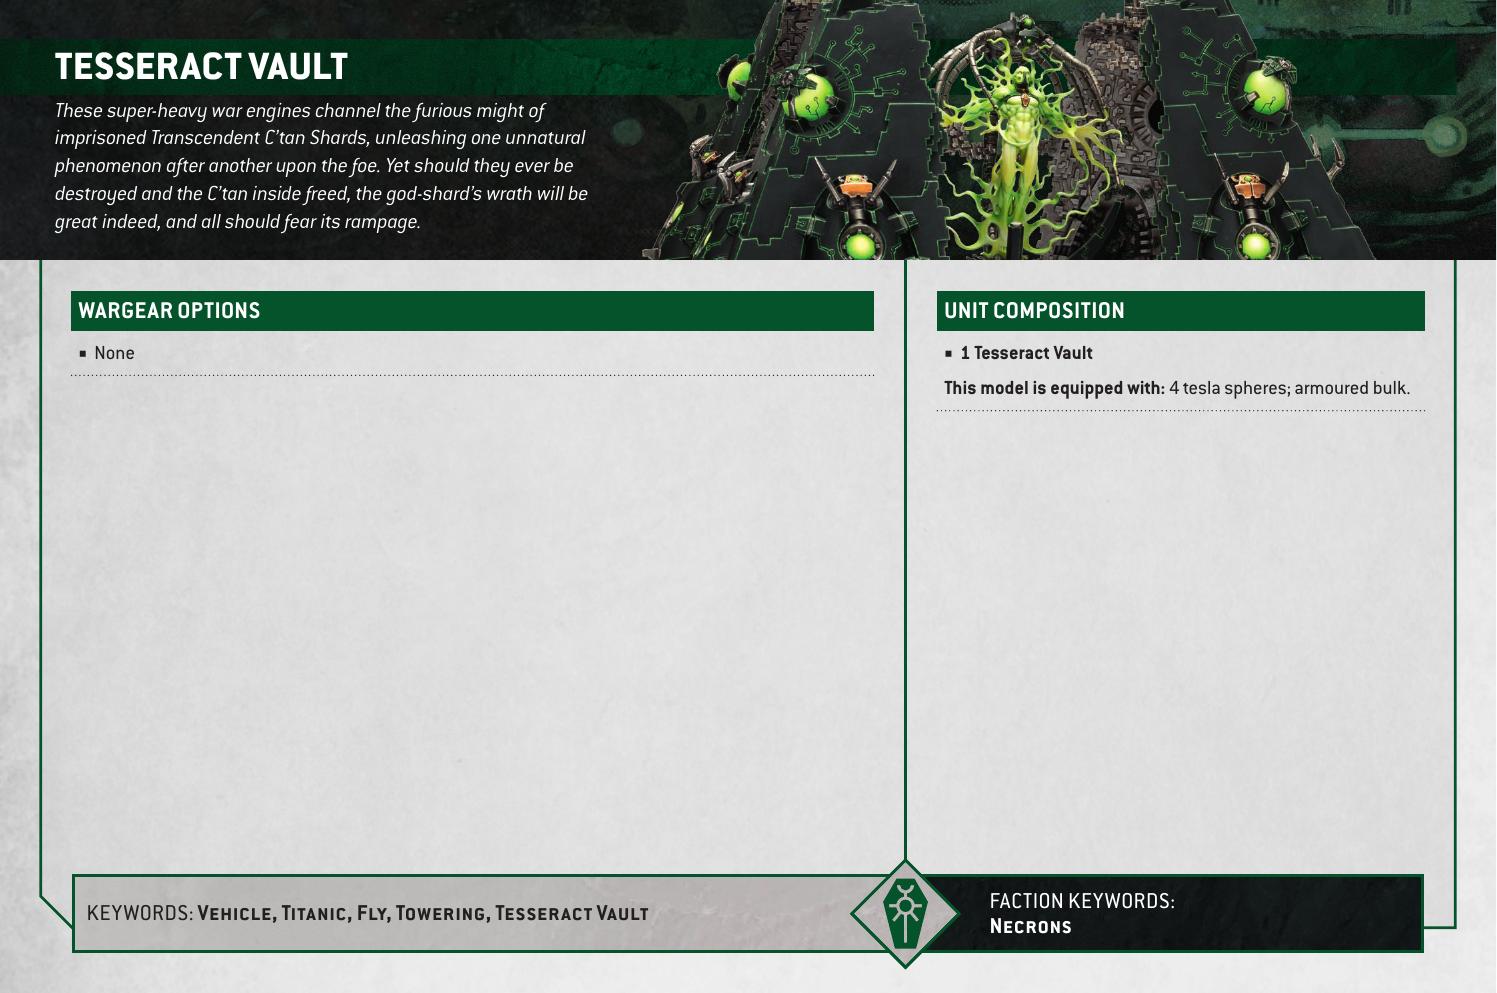 TESSERACT VAULT
These super-heavy war engines channel the furious might of
imprisoned Transcendent C’tan Shards, unleashing one unnatural
phenomenon after another upon the foe. Yet should they ever be
destroyed and the C’tan inside freed, the god-shard’s wrath will be
great indeed, and all should fear its rampage.
WARGEAR OPTIONS
■ None
UNIT COMPOSITION
■ 1 Tesseract Vault
This model is equipped with: 4 tesla spheres; armoured bulk.
KEYWORDS: Vehicle, Titanic, Fly, Towering, Tesseract Vault
FACTION KEYWORDS:
Necrons